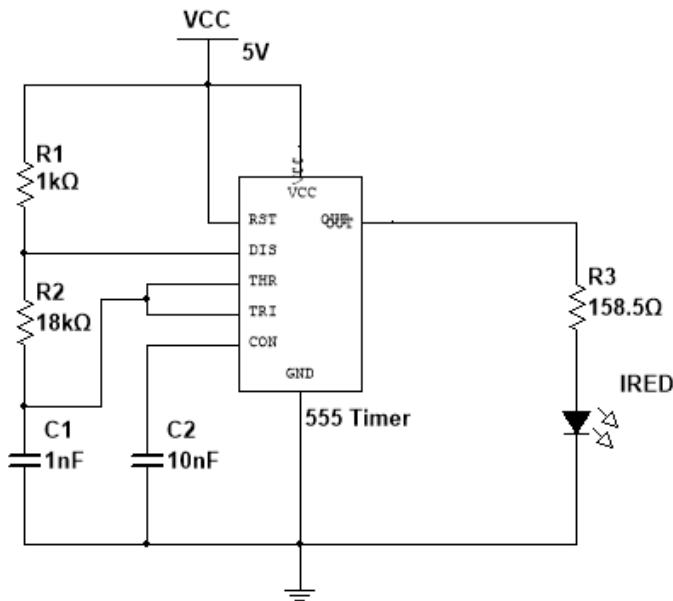 VCC
5V
R1
1kΩ
VCC
RST
DIS
THR
TRI
CON
GND
R2
18kΩ
R3
158.5Ω
IRED
555 Timer
C1
1nF
C2
10nF